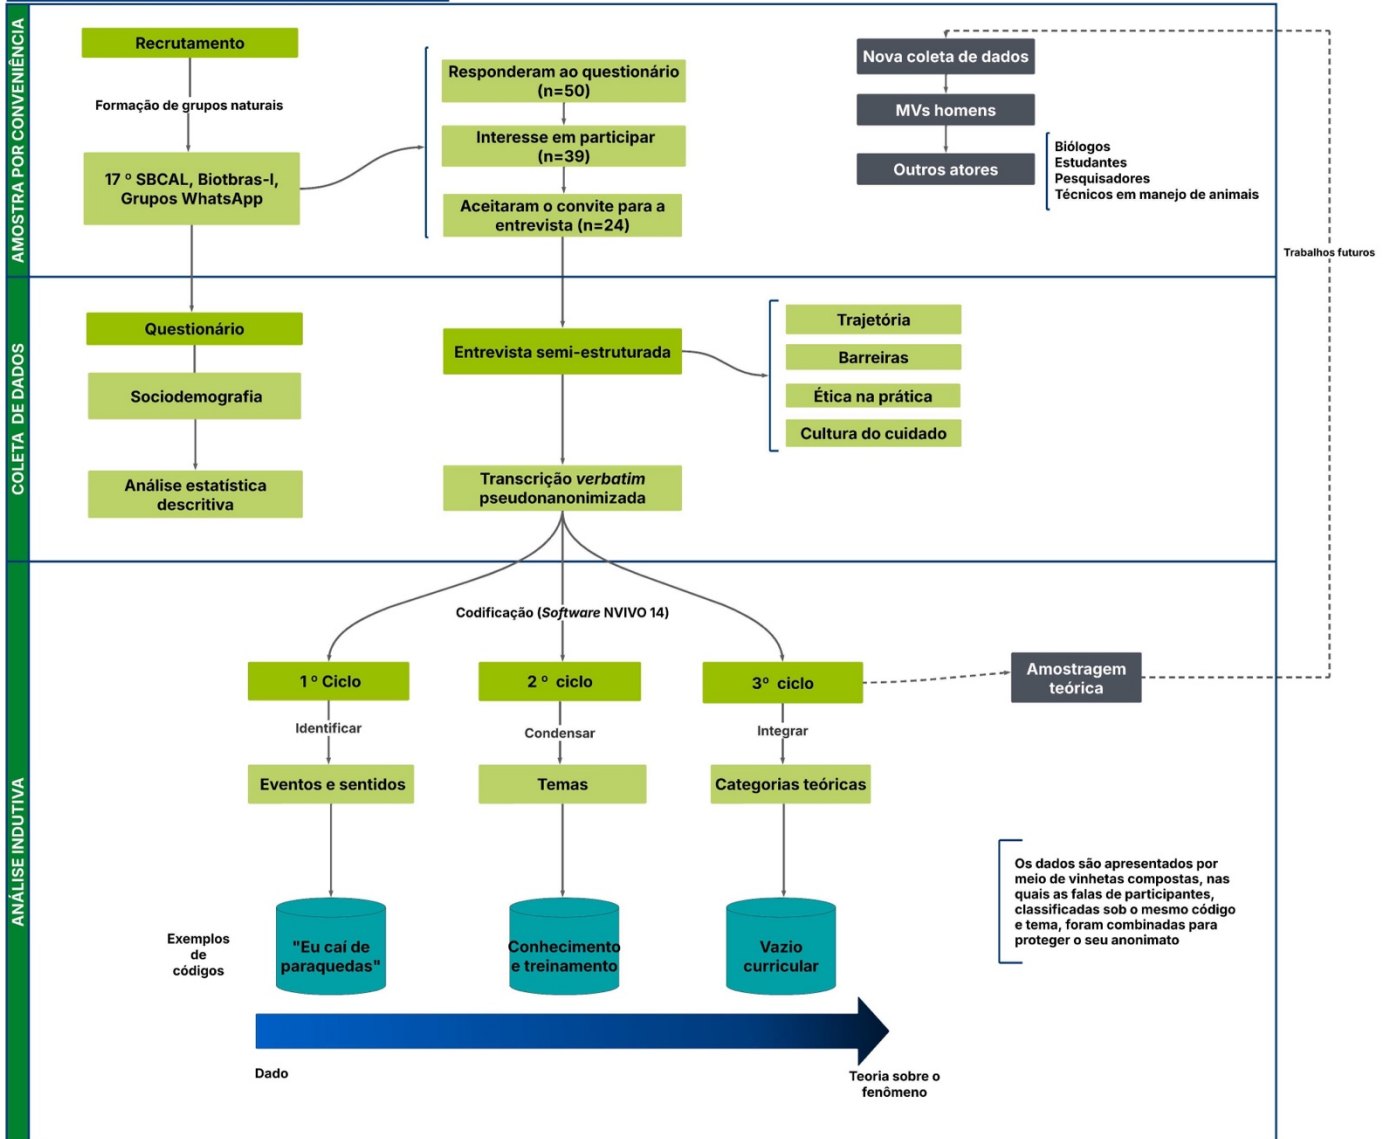 AMOSTRA POR CONVENIÊNCIA
Recrutamento
Formação de grupos naturais
17 º SBCAL, Biotbras-I,
Grupos WhatsApp
Responderam ao questionário
(n=50)
Interesse em participar
(n=39)
Aceitaram o convite para a
entrevista (n=24)
Nova coleta de dados
MVs homens
Outros atores
Biólogos
Estudantes
Pesquisadores
Técnicos em manejo de animais
Trabalhos futuros
COLETA DE DADOS
Questionário
Sociodemografia
Análise estatística
descritiva
Entrevista semi-estruturada
Trajetória
Barreiras
Ética na prática
Cultura do cuidado
Transcrição verbatim
pseudonanonimizada
ANÁLISE INDUTIVA
Codificação (Software NVIVO 14)
1 º Ciclo
2 º ciclo
3º ciclo
Amostragem
teórica
Identificar
Condensar
Integrar
Eventos e sentidos
Temas
Categorias teóricas
Exemplos
de
códigos
"Eu caí de
paraquedas"
Conhecimento
e treinamento
Vazio
curricular
Os dados são apresentados por
meio de vinhetas compostas, nas
quais as falas de participantes,
classificadas sob o mesmo código
e tema, foram combinadas para
proteger o seu anonimato
Dado
Teoria sobre o
fenômeno